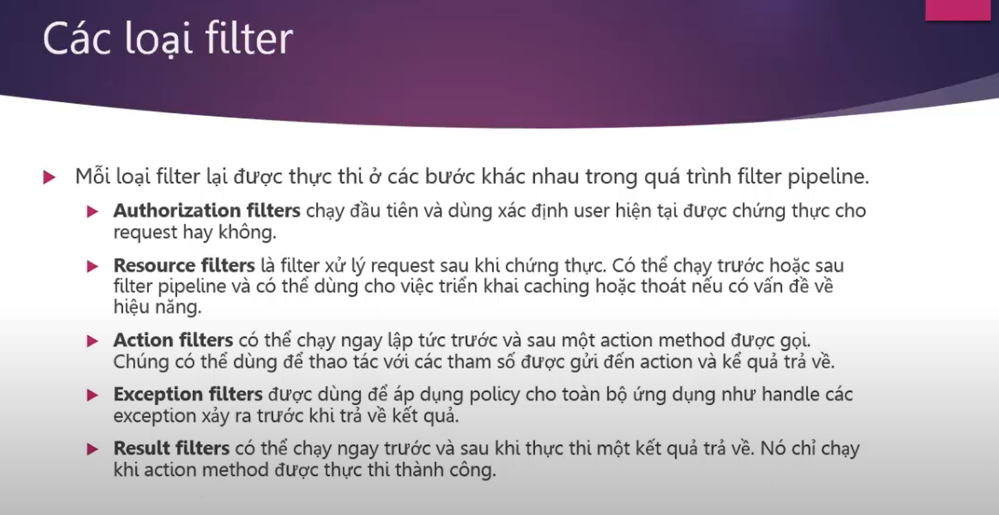 Các loại filter
Mỗi loại filter lại được thực thi ở các bước khác nhau trong quá trình filter pipeline.
Authorization filters chạy đầu tiên và dùng xác định user hiện tại được chứng thực cho
request hay không.
Resource filters là filter xử lý request sau khi chứng thực. Có thể chạy trước hoặc sau
filter pipeline và có thể dùng cho việc triển khai caching hoặc thoát nếu có vấn đề về
hiệu năng.
Action filters có thể chạy ngay lập tức trước và sau một action method được gọi.
Chúng có thể dùng để thao tác với các tham số được gửi đến action và kể quả trả về.
Exception filters được dùng để áp dụng policy cho toàn bộ ứng dụng như handle các
exception xảy ra trước khi trả về kết quả.
Result filters có thể chạy ngay trước và sau khi thực thi một kết quả trả về. Nó chỉ chạy
khi action method được thực thi thành công.